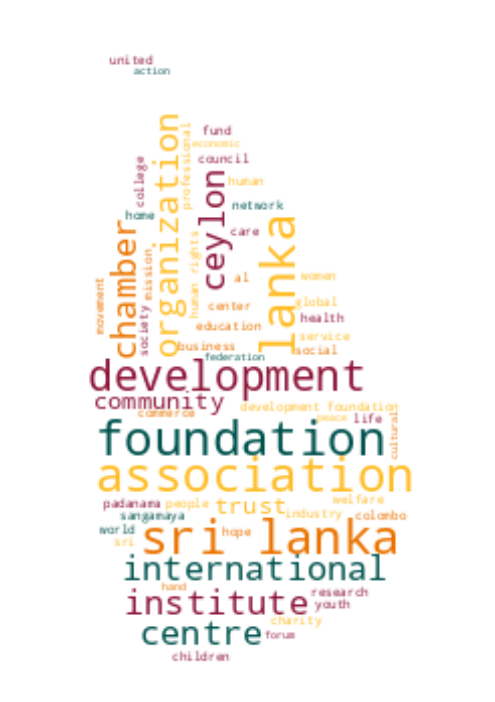 united
action
fund
economic
council
college
organization
professional
human
ceylon
network
home
care
chamber
lanka
human rights
mission
al
women
movement
center
global
society
health
education
service
business
social
federation
development
community
development foundation
commerce
peace
life
cultural
foundation
association
padanama
people
trust
welfare
sangamaya
industry
colombo
world
sri lanka
hope
sri
international
hand
research
institute
youth
charity
centre
forum
children